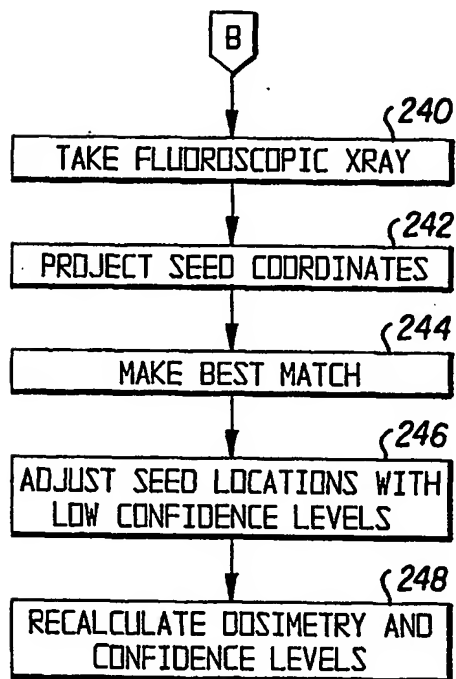 B
240
TAKE FLUOROSCOPIC XRAY
242
PROJECT SEED COORDINATES
244
MAKE BEST MATCH
246
ADJUST SEED LOCATIONS WITH
LOW CONFIDENCE LEVELS
248
RECALCULATE DOSIMETRY AND
CONFIDENCE LEVELS